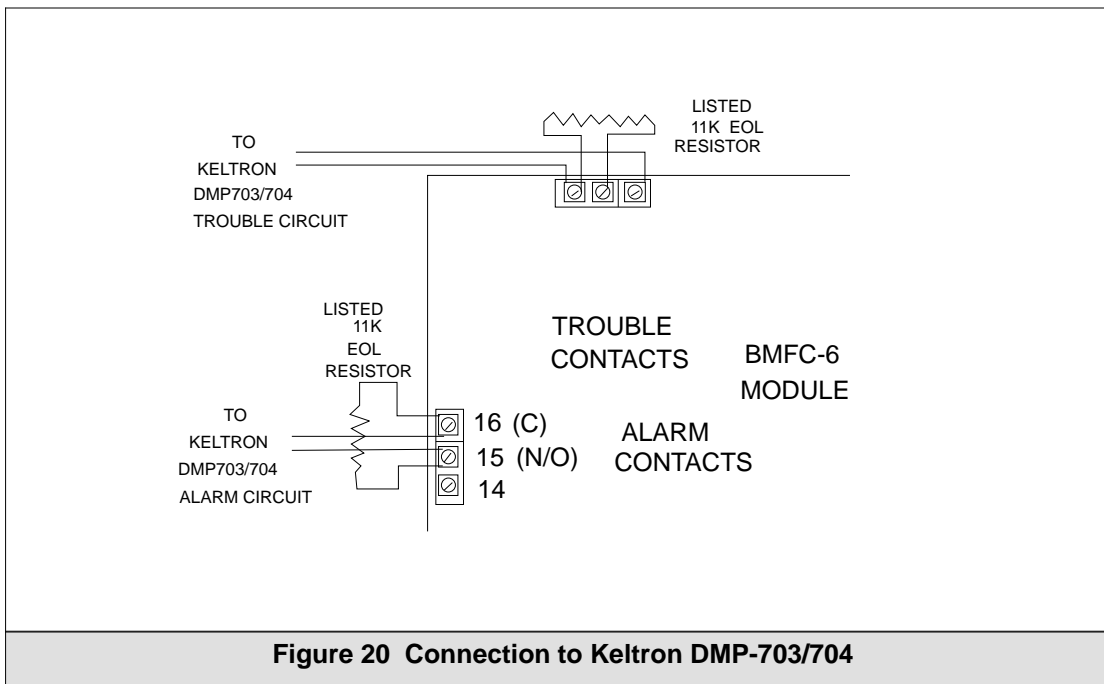 LISTED
11K EOL
RESISTOR
TO
KELTRON
DMP703/704
TROUBLE CIRCUIT
LISTED
11K
EOL
RESISTOR
TROUBLE
CONTACTS
BMFC-6
MODULE
TO
KELTRON
DMP703/704
ALARM CIRCUIT
16 (C)
15 (N/O)
14
ALARM
CONTACTS
Figure 20 Connection to Keltron DMP-703/704